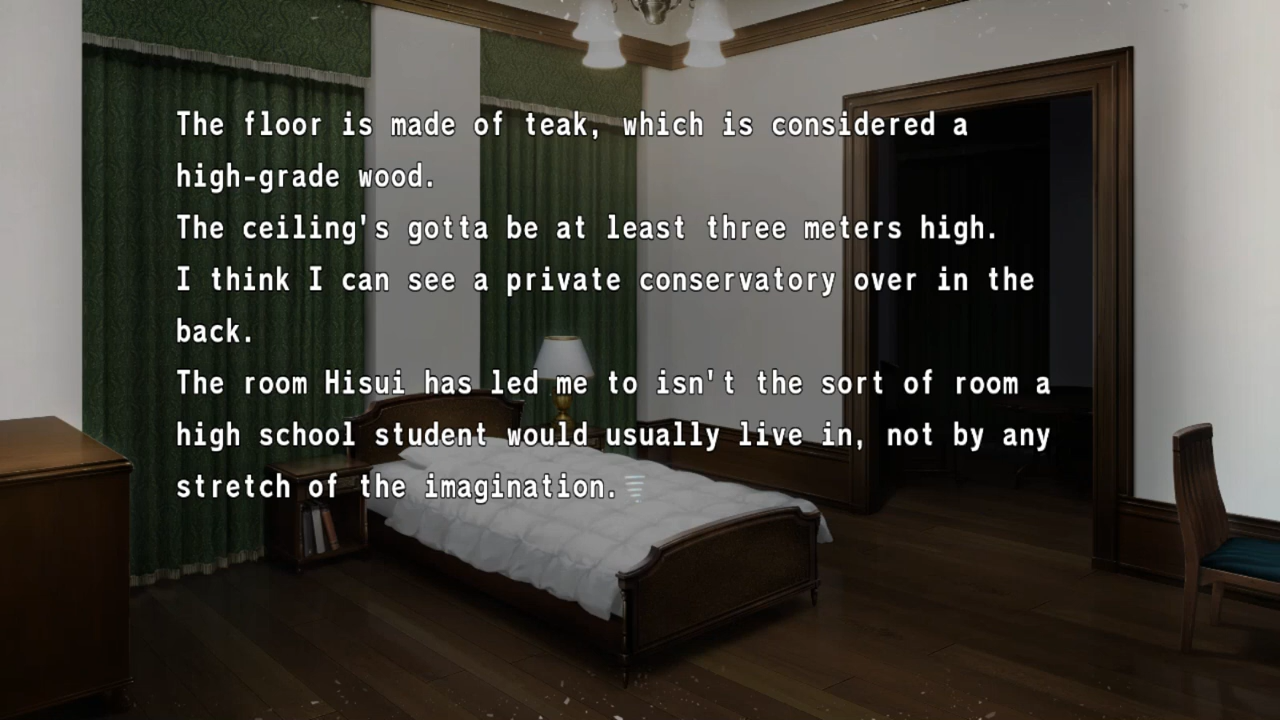 The floor is made of teak, which is considered a
high-grade wood.
The ceiling's gotta be at least three meters high.
I think I can see a private conservatory over in the
back.
The room Hisui has led me to isn't the sort of room a
high school student would usually live in, not by any
stretch of the imagination.